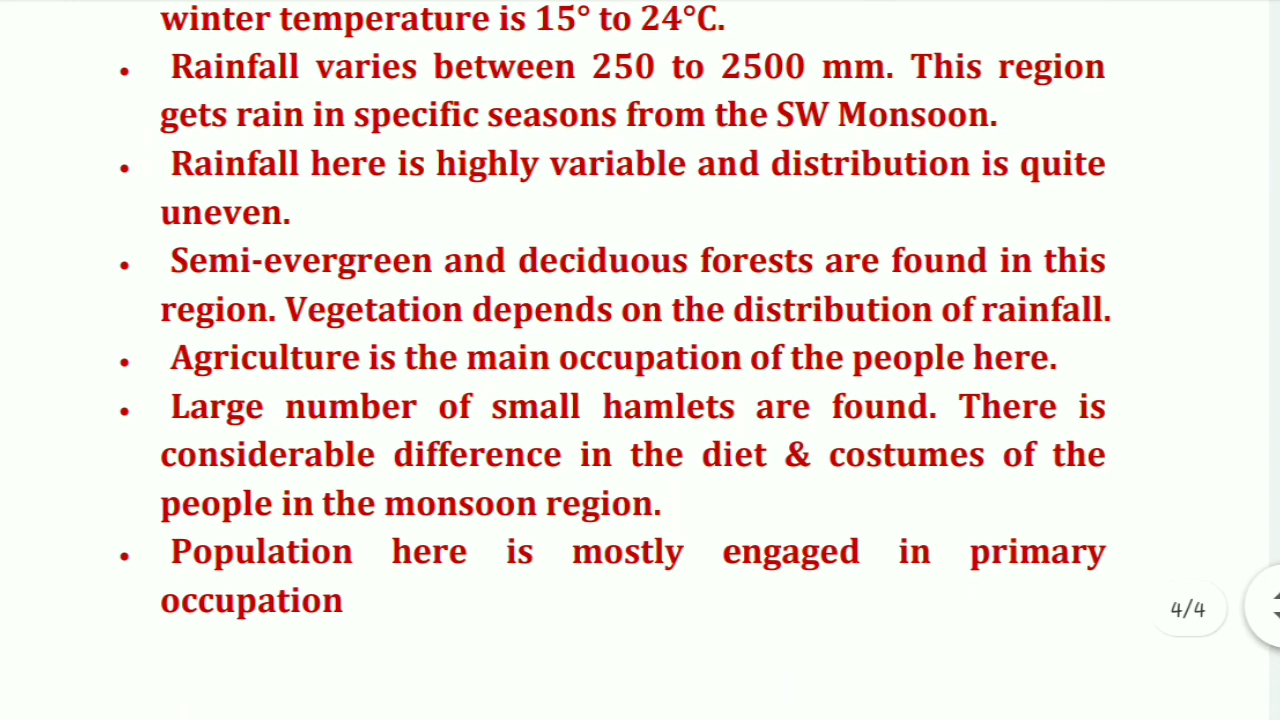 winter temperature is 15° to 24°C.
• Rainfall varies between 250 to 2500 mm. This region
gets rain in specific seasons from the SW Monsoon.
• Rainfall here is highly variable and distribution is quite
uneven.
• Semi-evergreen and deciduous forests are found in this
region. Vegetation depends on the distribution of rainfall.
• Agriculture is the main occupation of the people here.
• Large number of small hamlets are found. There is
considerable difference in the diet & costumes of the
people in the monsoon region.
• Population here is mostly engaged in primary
occupation
4/4